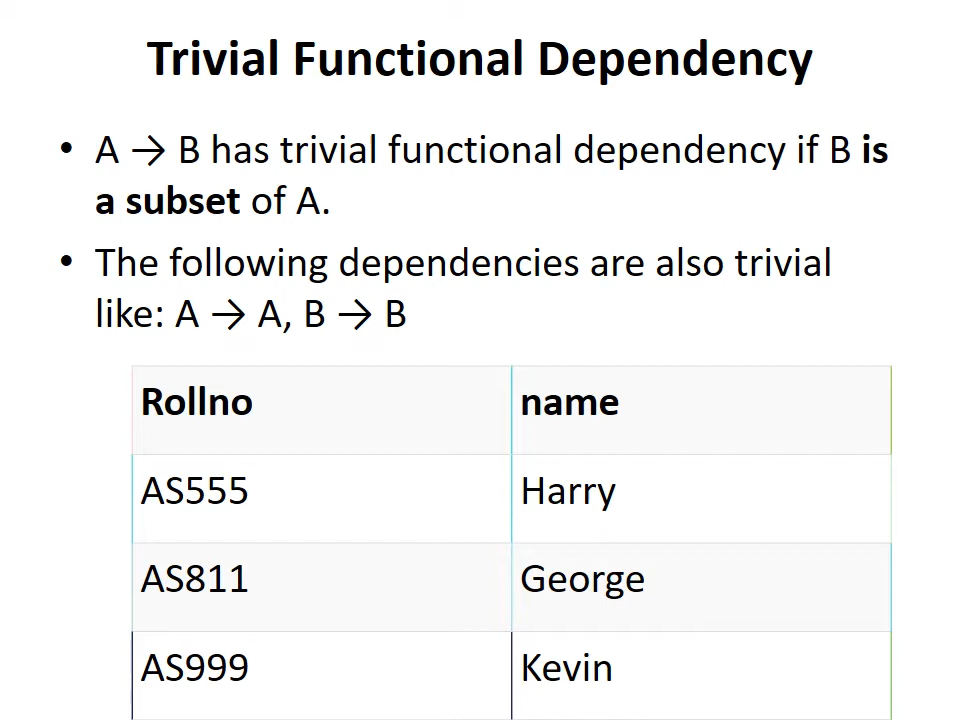 Trivial Functional Dependency
• A → B has trivial functional dependency if B is
a subset of A.
• The following dependencies are also trivial
like: A → A, B → B
Rollno name
AS555 Harry
AS811 George
AS999 Kevin